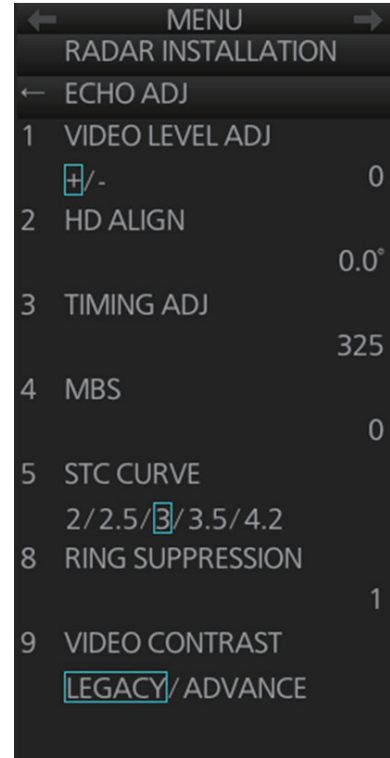 ← MENU →
RADAR INSTALLATION
← ECHO ADJ
1 VIDEO LEVEL ADJ
+/- 0
2 HD ALIGN
0.0°
3 TIMING ADJ
325
4 MBS
0
5 STC CURVE
2/2.5/3/3.5/4.2
8 RING SUPPRESSION
1
9 VIDEO CONTRAST
LEGACY/ADVANCE